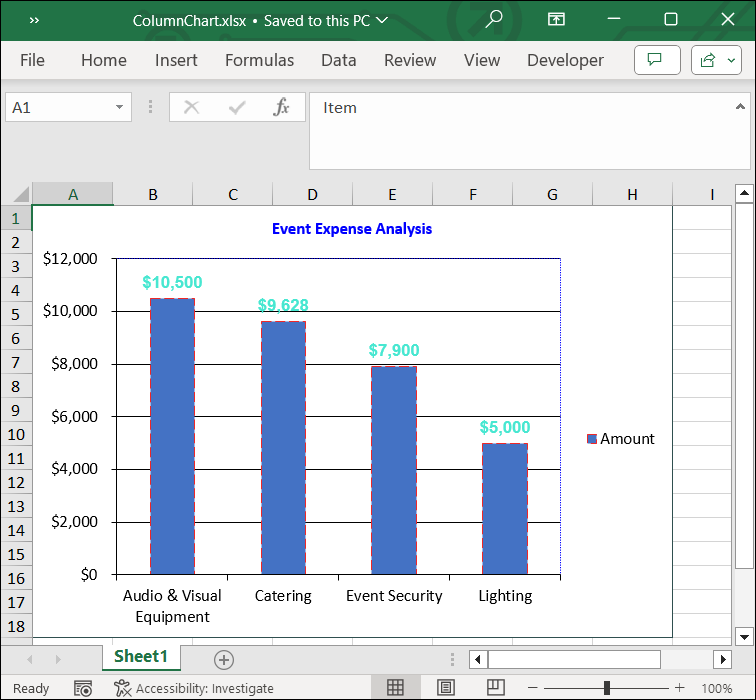 ColumnChart.xlsx • Saved to this PC
File Home Insert Formulas Data Review View Developer
A1 fx Item
A B C D E F G H I
1
2
3
4
5
6
7
8
9
10
11
12
13
14
15
16
17
18
Event Expense Analysis
$12,000
$10,000
$8,000
$6,000
$4,000
$2,000
$0
$10,500
$9,628
$7,900
$5,000
Audio & Visual
Equipment
Catering
Event Security
Lighting
Amount
Sheet1
Ready Accessibility: Investigate 100%